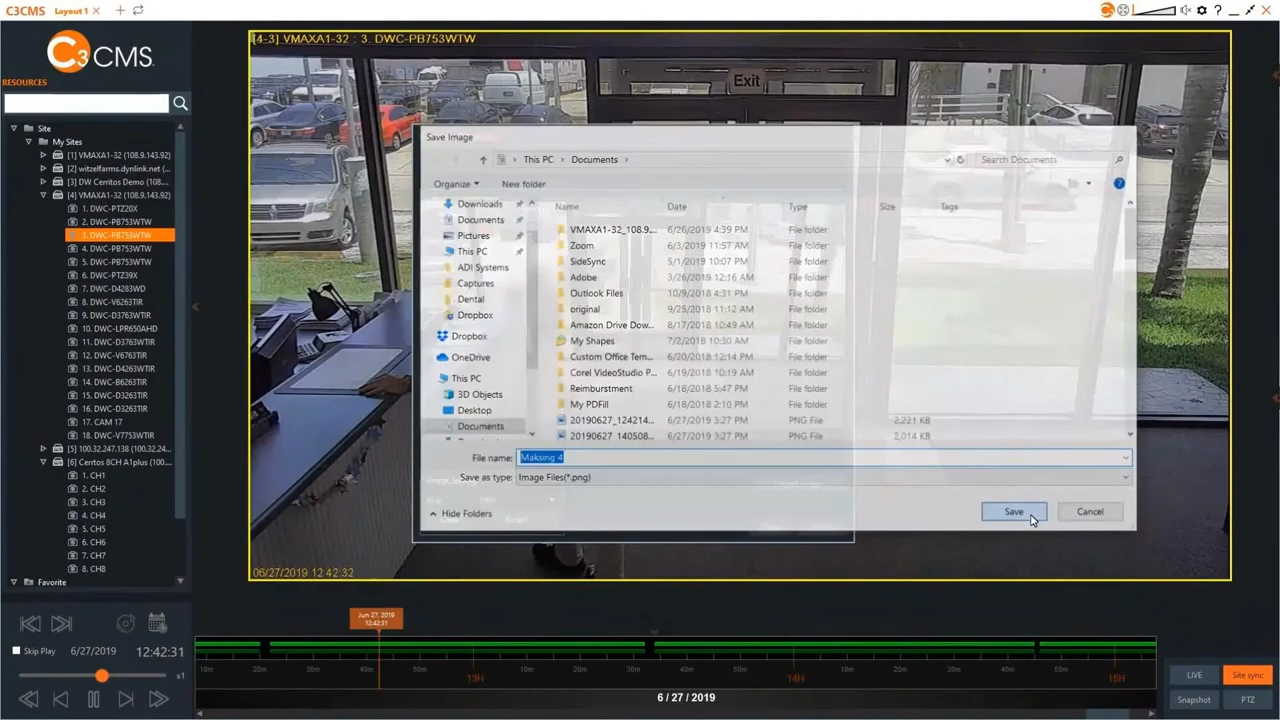 C3CMS Layout 1
[4-3] VMAXA1-32 : 3. DWC-PB753WTW
C3CMS
RESOURCES
Site
My Sites
[1] VMAXA1-32 (108.9.143.92)
[2] witzelfarms.dynlink.net (...
[3] DW Cerritos Demo (108....
[4] VMAXA1-32 (108.9.143.92)
1. DWC-PTZ20X
2. DWC-PB753WTW
3. DWC-PB753WTW
4. DWC-PB753WTW
5. DWC-PB753WTW
6. DWC-PTZ39X
7. DWC-D4283WD
8. DWC-V6263TIR
9. DWC-D3763WTIR
10. DWC-LPR650AHD
11. DWC-D3763WTIR
12. DWC-V6763TIR
13. DWC-D4263WTIR
14. DWC-B6263TIR
15. DWC-D3263TIR
16. DWC-D3263TIR
17. CAM 17
18. DWC-V7753WTIR
[5] 100.32.247.138 (100.32.24...
[6] Cerrtos 8CH A1plus (100....
1. CH1
2. CH2
3. CH3
4. CH4
5. CH5
6. CH6
7. CH7
8. CH8
Favorite
Exit
Save Image
This PC > Documents >
Search Documents
Organize New folder
Downloads
Documents
Pictures
This PC
ADI Systems
Captures
Dental
Dropbox
Dropbox
OneDrive
This PC
3D Objects
Desktop
Documents
Name Date Type Size Tags
VMAXA1-32_108.9... 6/26/2019 4:39 PM File folder
Zoom 6/3/2019 11:57 AM File folder
SideSync 5/1/2019 10:07 PM File folder
Adobe 3/26/2019 12:16 AM File folder
Outlook Files 10/9/2018 4:31 PM File folder
original 9/25/2018 11:12 AM File folder
Amazon Drive Dow... 8/17/2018 10:49 AM File folder
My Shapes 7/2/2018 10:30 AM File folder
Custom Office Tem... 6/20/2018 12:14 PM File folder
Corel VideoStudio P... 6/19/2018 10:19 AM File folder
Reimburstment 6/18/2018 5:47 PM File folder
My PDFill 6/18/2018 2:10 PM File folder
20190627_124214... 6/27/2019 3:27 PM PNG File 2,221 KB
20190627_140508... 6/27/2019 3:27 PM PNG File 2,014 KB
File name: Maksing 4
Save as type: Image Files(*.png)
Hide Folders Save Cancel
06/27/2019 12:42:32
Skip Play 6/27/2019 12:42:31
x1
Jun 27, 2019
12:42:31
10m 20m 30m 40m 50m 13H 10m 20m 30m 40m 50m 14H 10m 20m 30m 40m 50m 15H
6 / 27 / 2019
LIVE Site sync
Snapshot PTZ